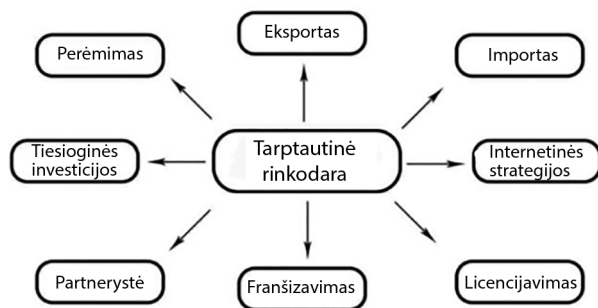 Eksportas
Perėmimas
Importas
Tarptautinė
rinkodara
Tiesioginės
investicijos
Internetinės
strategijos
Partnerystė
Franšizavimas
Licencijavimas